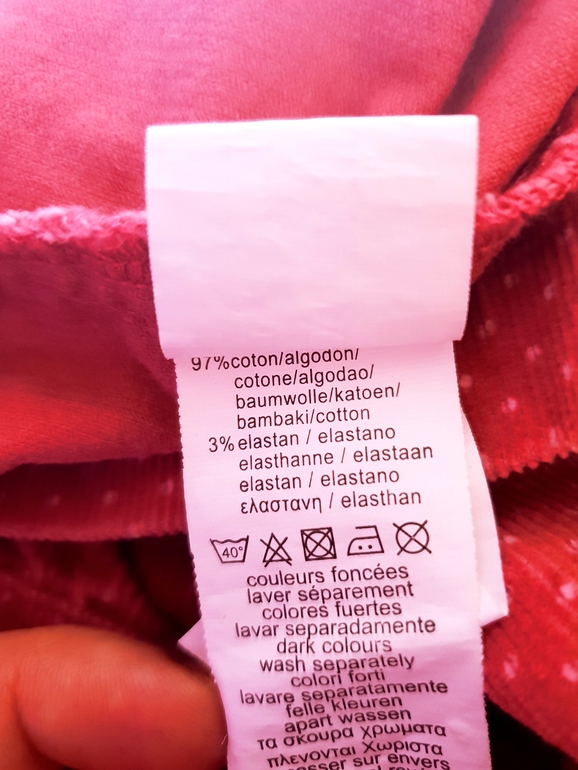 97%coton/algodon/
cotone/algodao/
baumwolle/katoen/
bambaki/cotton
3% elastan / elastano
elasthanne / elastaan
elastan / elastano
ελαστανη / elasthan
40°
couleurs foncées
laver séparement
colores fuertes
lavar separadamente
dark colours
wash separately
colori forti
lavare separatamente
felle kleuren
apart wassen
τα σκουρα χρωματα
πλενονται χωριστα
sur envers